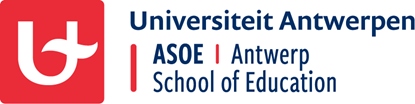 Universiteit Antwerpen
ASOE | Antwerp
School of Education